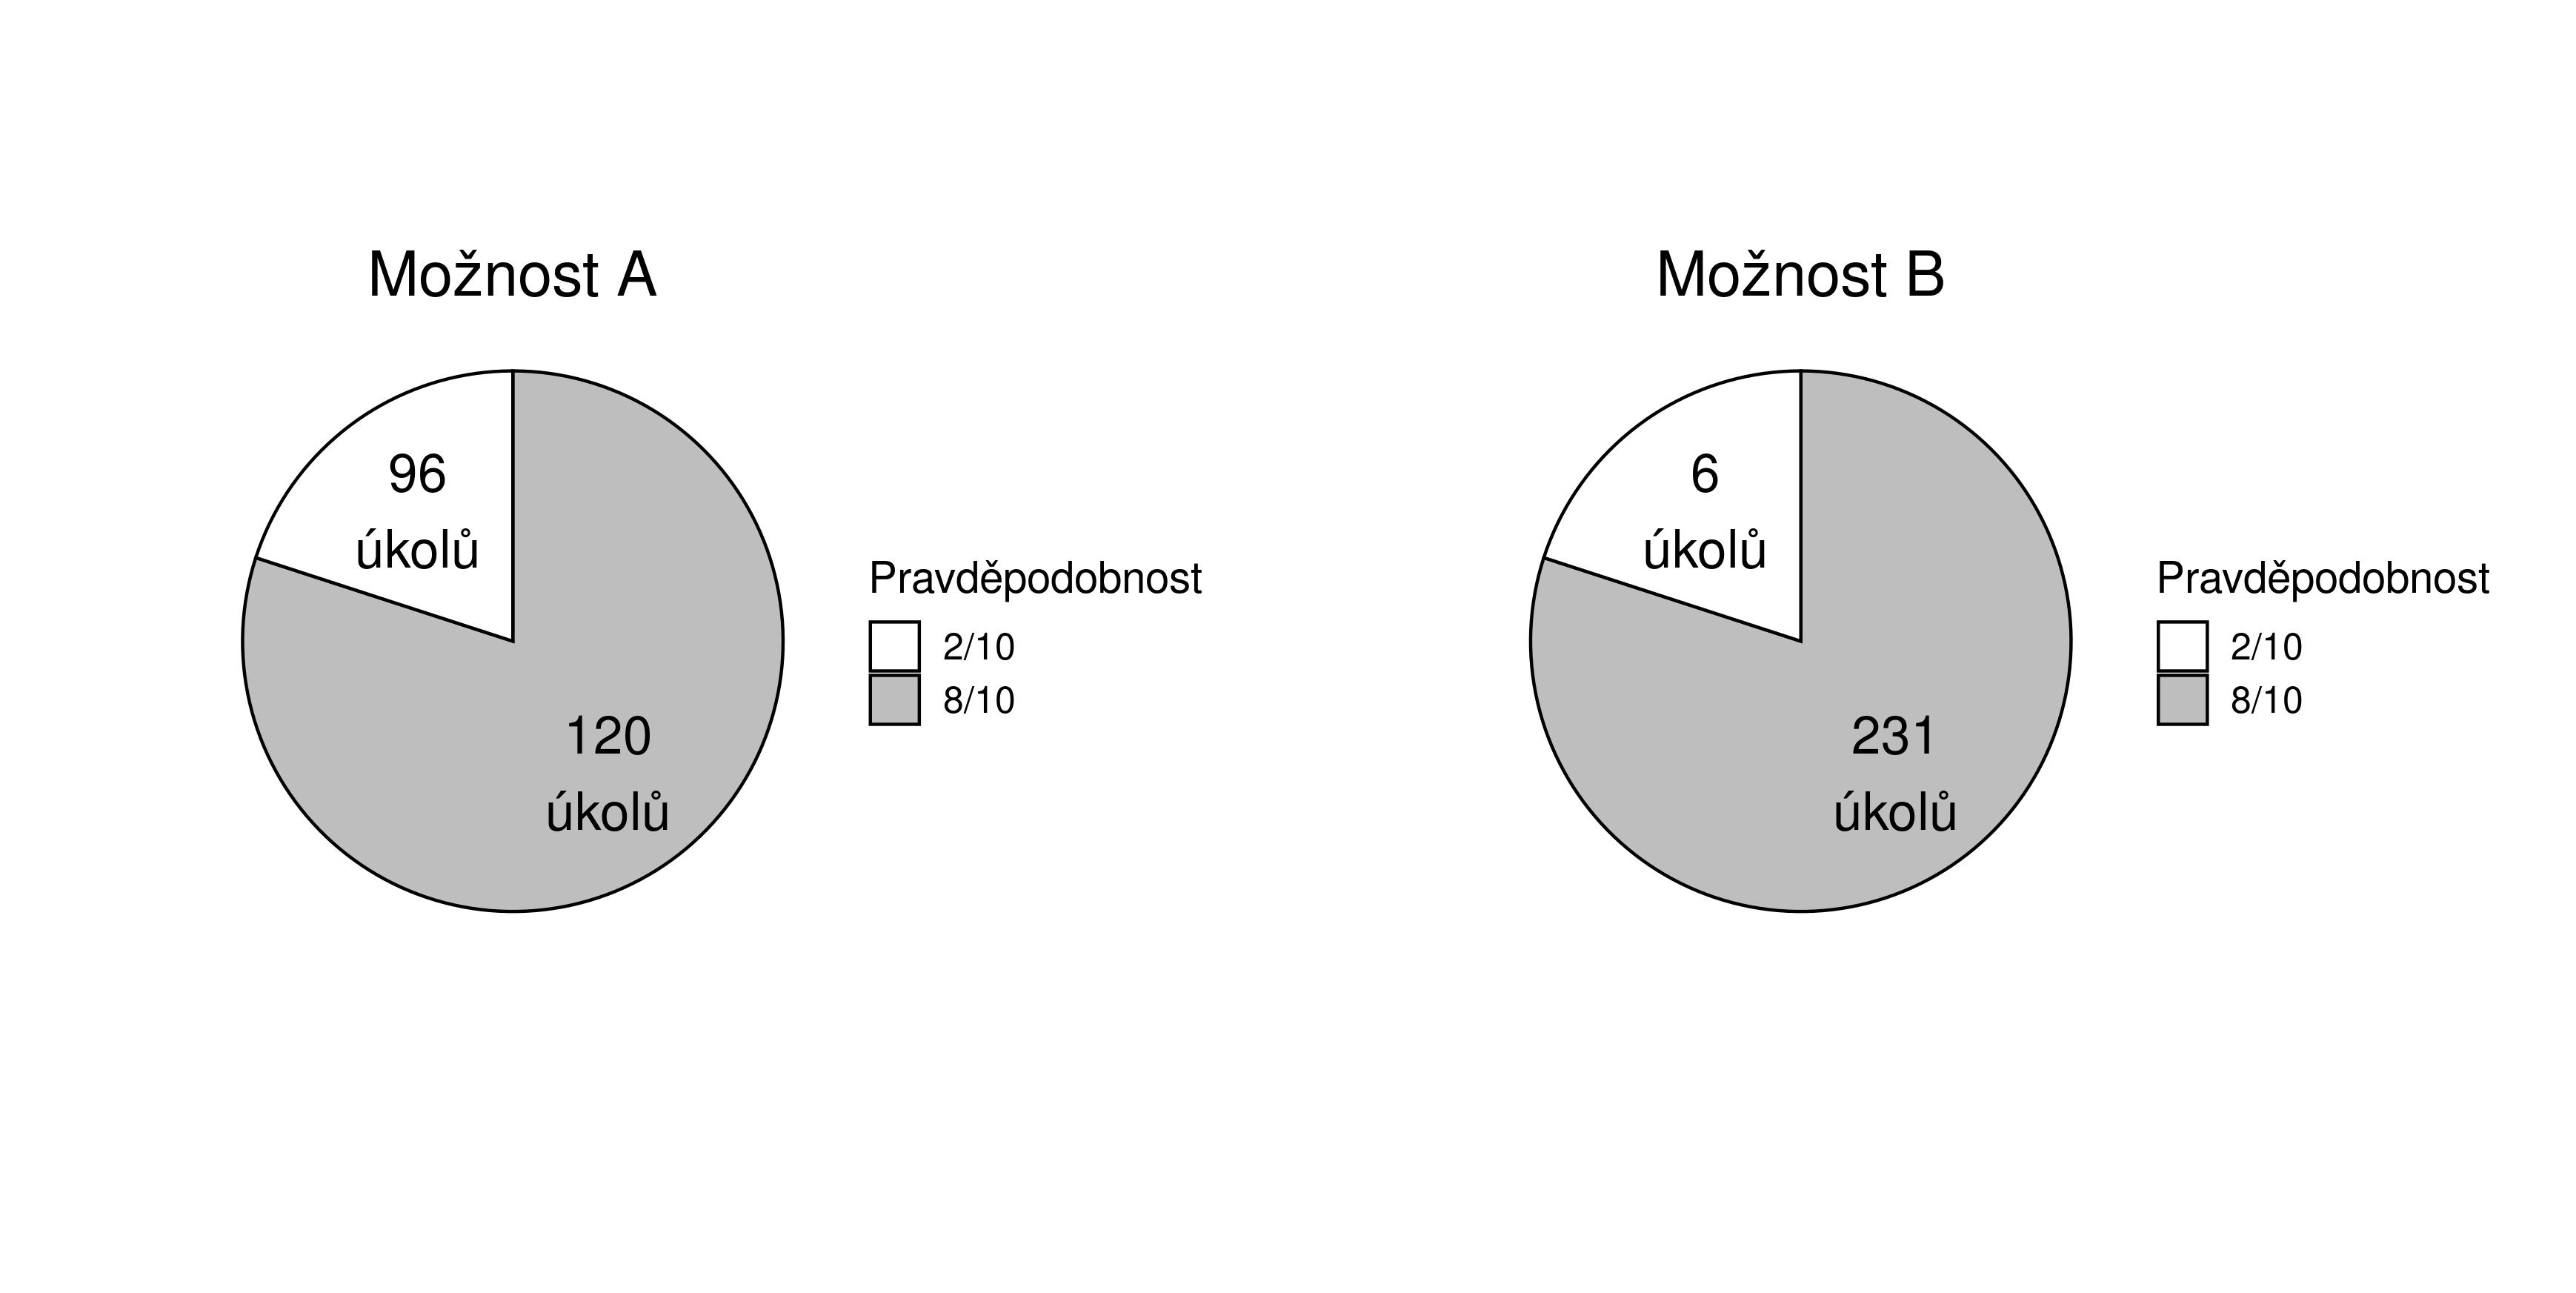 Možnost A
96
úkolů
120
úkolů
Pravděpodobnost
2/10
8/10
Možnost B
6
úkolů
231
úkolů
Pravděpodobnost
2/10
8/10